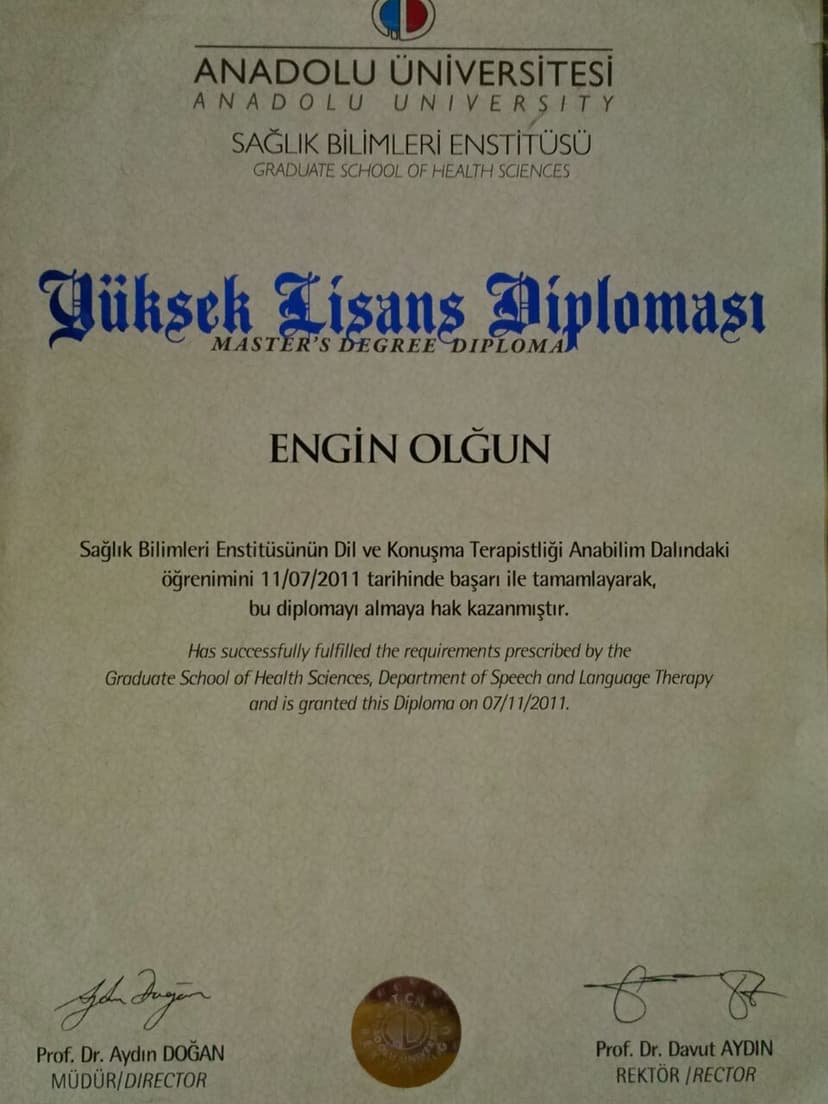 ANADOLU ÜNİVERSİTESİ
ANADOLU UNIVERSITY
SAĞLIK BİLİMLERİ ENSTİTÜSÜ
GRADUATE SCHOOL OF HEALTH SCIENCES
Yüksek Lisans Diploması
MASTER'S DEGREE DIPLOMA
ENGİN OLĞUN
Sağlık Bilimleri Enstitüsünün Dil ve Konuşma Terapistliği Anabilim Dalındaki
öğrenimini 11/07/2011 tarihinde başarı ile tamamlayarak,
bu diplomayı almaya hak kazanmıştır.
Has successfully fulfilled the requirements prescribed by the
Graduate School of Health Sciences, Department of Speech and Language Therapy
and is granted this Diploma on 07/11/2011.
Prof. Dr. Aydın DOĞAN
MÜDÜR/DIRECTOR
T.C.
Prof. Dr. Davut AYDIN
REKTÖR /RECTOR